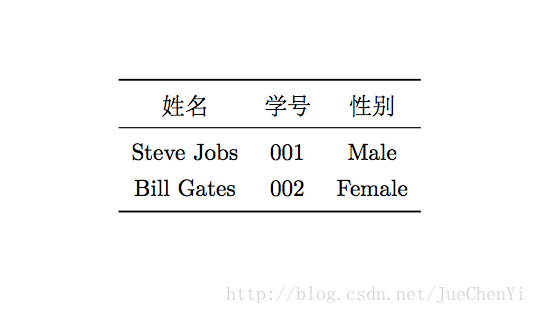 姓名 学号 性别
Steve Jobs 001 Male
Bill Gates 002 Female
http://blog.csdn.net/JueChenYi